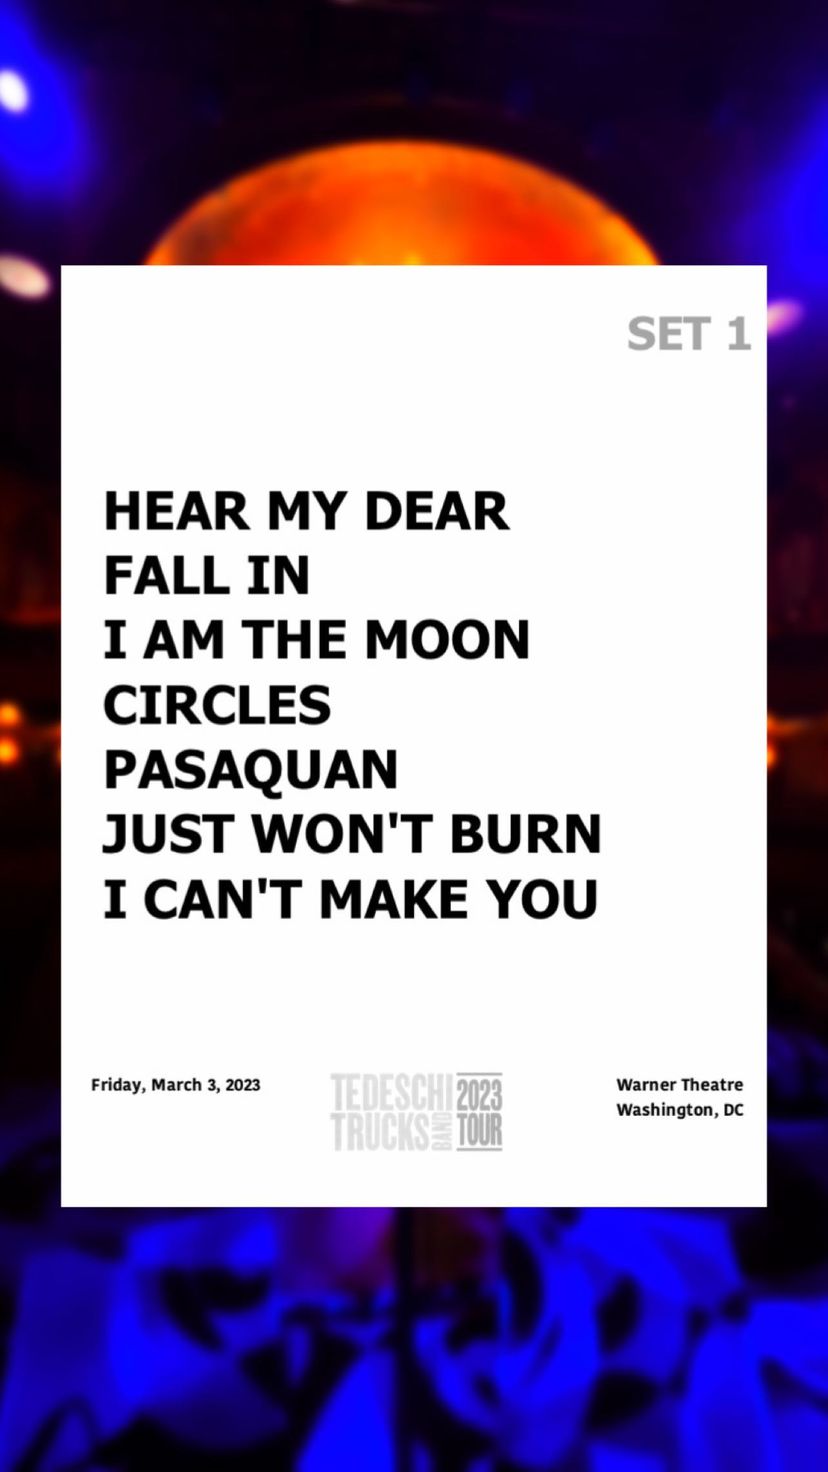 SET 1
HEAR MY DEAR
FALL IN
I AM THE MOON
CIRCLES
PASAQUAN
JUST WON'T BURN
I CAN'T MAKE YOU
Friday, March 3, 2023
TEDESCHI
TRUCKS
BAND
2023
TOUR
Warner Theatre
Washington, DC